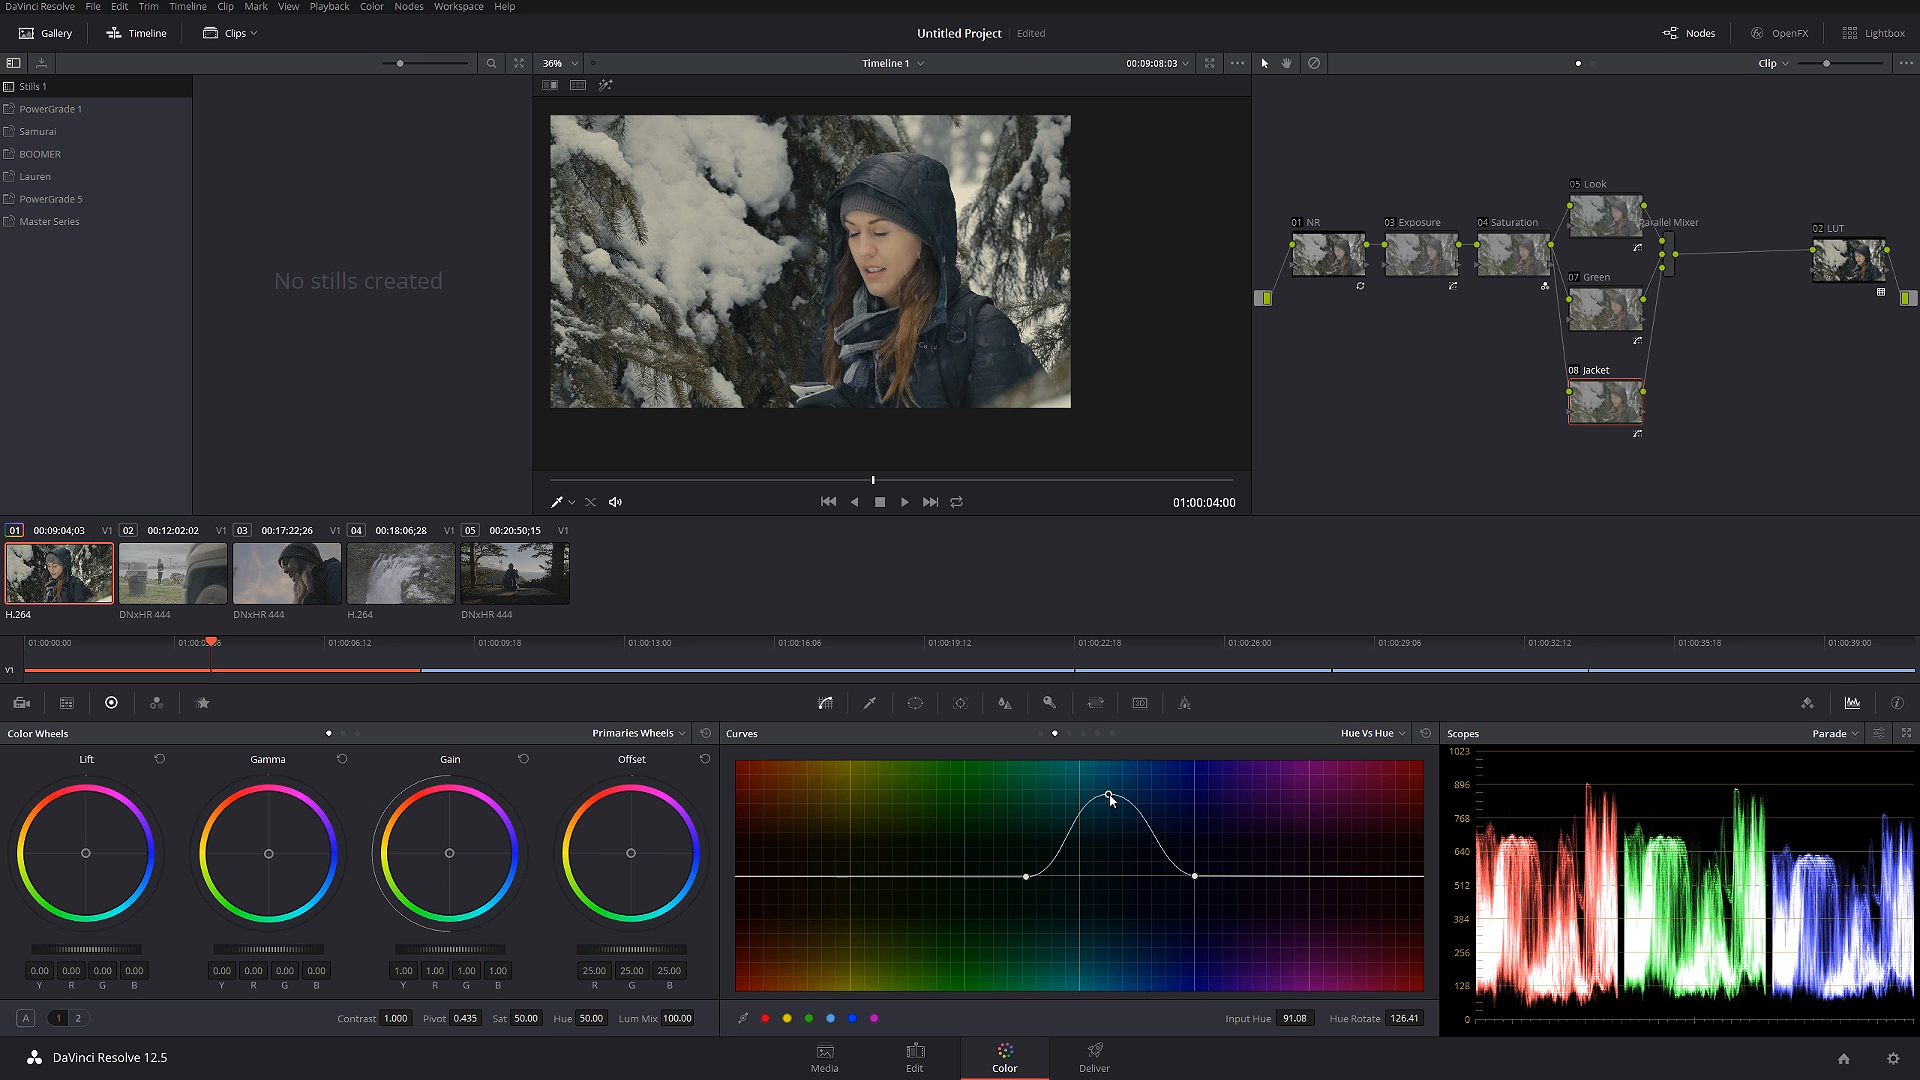 DaVinci Resolve File Edit Trim Timeline Clip Mark View Playback Color Nodes Workspace Help
Gallery Timeline Clips Untitled Project Edited Nodes OpenFX Lightbox
36% Timeline 1 00:09:08:03 Clip
Stills 1
PowerGrade 1
Samurai
BOOMER
Lauren
PowerGrade 5
Master Series
No stills created
05 Look
01 NR 03 Exposure 04 Saturation Parallel Mixer 02 LUT
07 Green
08 Jacket
01:00:04:00
01 00:09:04;03 V1 02 00:12:02:02 V1 03 00:17:22;26 V1 04 00:18:06;28 V1 05 00:20:50;15 V1
H.264 DNxHR 444 DNxHR 444 H.264 DNxHR 444
01:00:00:00 01:00:06:12 01:00:09:18 01:00:13:00 01:00:16:06 01:00:19:12 01:00:22:18 01:00:26:00 01:00:29:06 01:00:32:12 01:00:35:18 01:00:39:00
V1
3D
Color Wheels Primaries Wheels Curves Hue Vs Hue Scopes Parade
Lift Gamma Gain Offset
1023
896
768
640
512
384
256
128
0
0.00 0.00 0.00 0.00 0.00 0.00 0.00 0.00 1.00 1.00 1.00 1.00 25.00 25.00 25.00
Y R G B Y R G B Y R G B R G B
A 1 2 Contrast 1.000 Pivot 0.435 Sat 50.00 Hue 50.00 Lum Mix 100.00 Input Hue 91.08 Hue Rotate 126.41
DaVinci Resolve 12.5 Media Edit Color Deliver